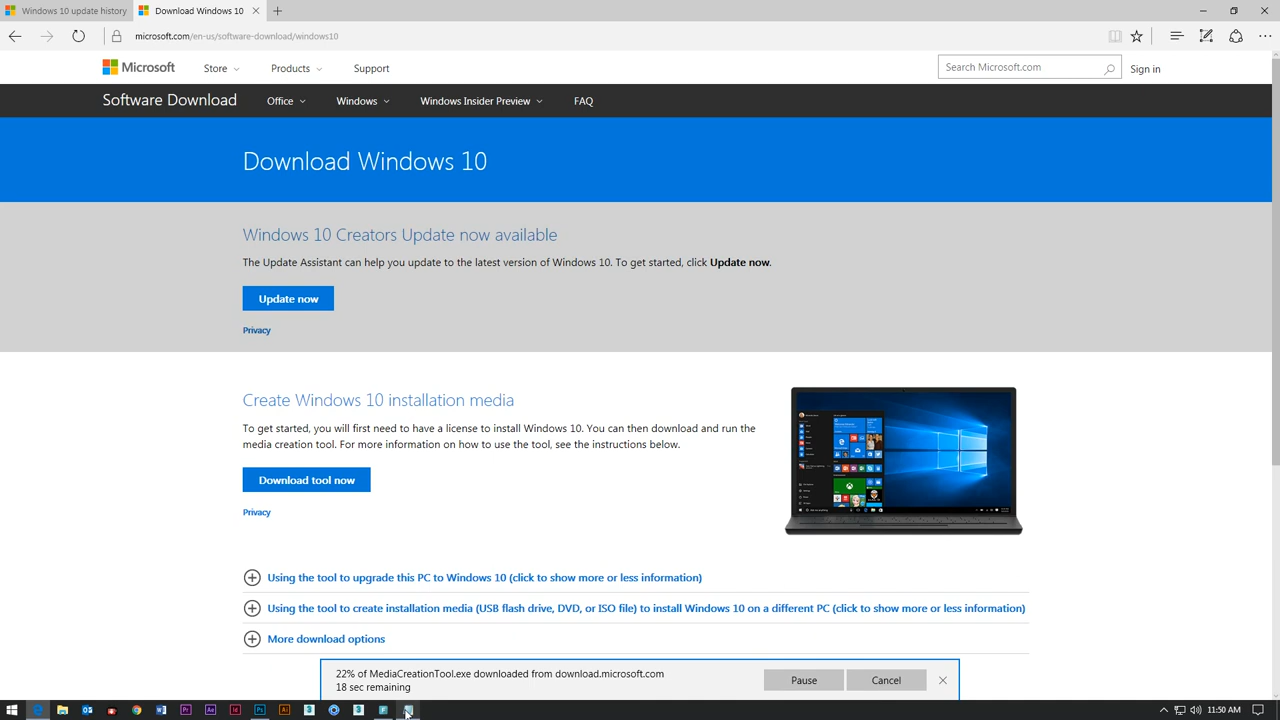 Windows 10 update history
Download Windows 10
microsoft.com/en-us/software-download/windows10
Microsoft
Store
Products
Support
Search Microsoft.com
Sign in
Software Download
Office
Windows
Windows Insider Preview
FAQ
Download Windows 10
Windows 10 Creators Update now available
The Update Assistant can help you update to the latest version of Windows 10. To get started, click Update now.
Update now
Privacy
Create Windows 10 installation media
To get started, you will first need to have a license to install Windows 10. You can then download and run the
media creation tool. For more information on how to use the tool, see the instructions below.
Download tool now
Privacy
Using the tool to upgrade this PC to Windows 10 (click to show more or less information)
Using the tool to create installation media (USB flash drive, DVD, or ISO file) to install Windows 10 on a different PC (click to show more or less information)
More download options
22% of MediaCreationTool.exe downloaded from download.microsoft.com
18 sec remaining
Pause
Cancel
Pr
Ae
Id
Ps
Ai
11:50 AM